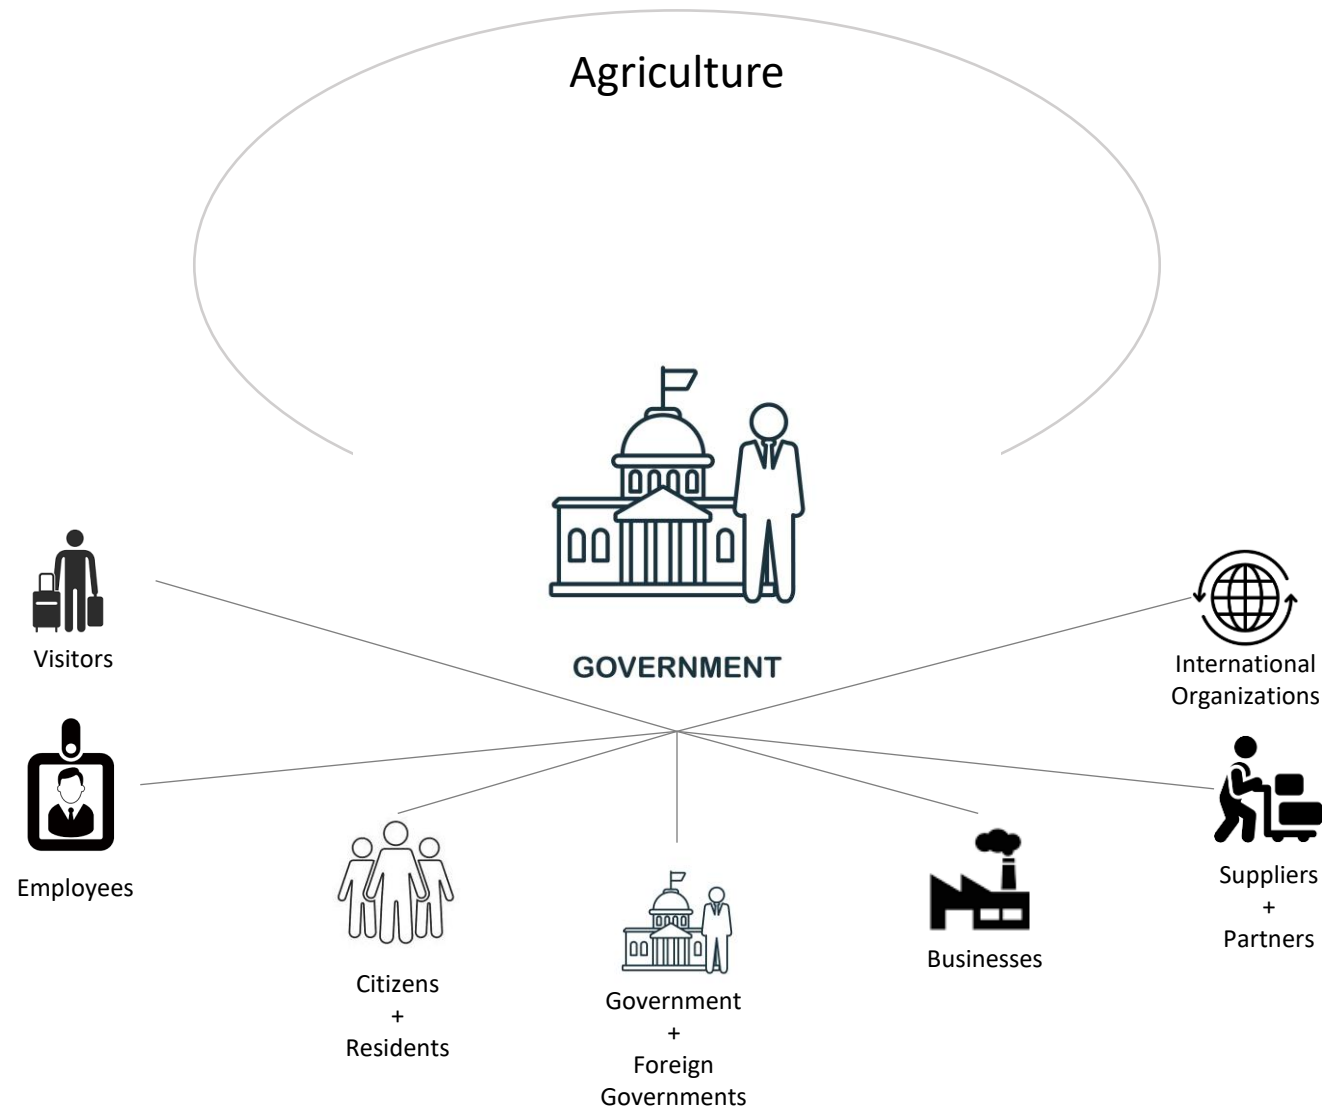 Agriculture
GOVERNMENT
Visitors
International
Organizations
Employees
Suppliers
+
Partners
Businesses
Citizens
+
Residents
Government
+
Foreign
Governments